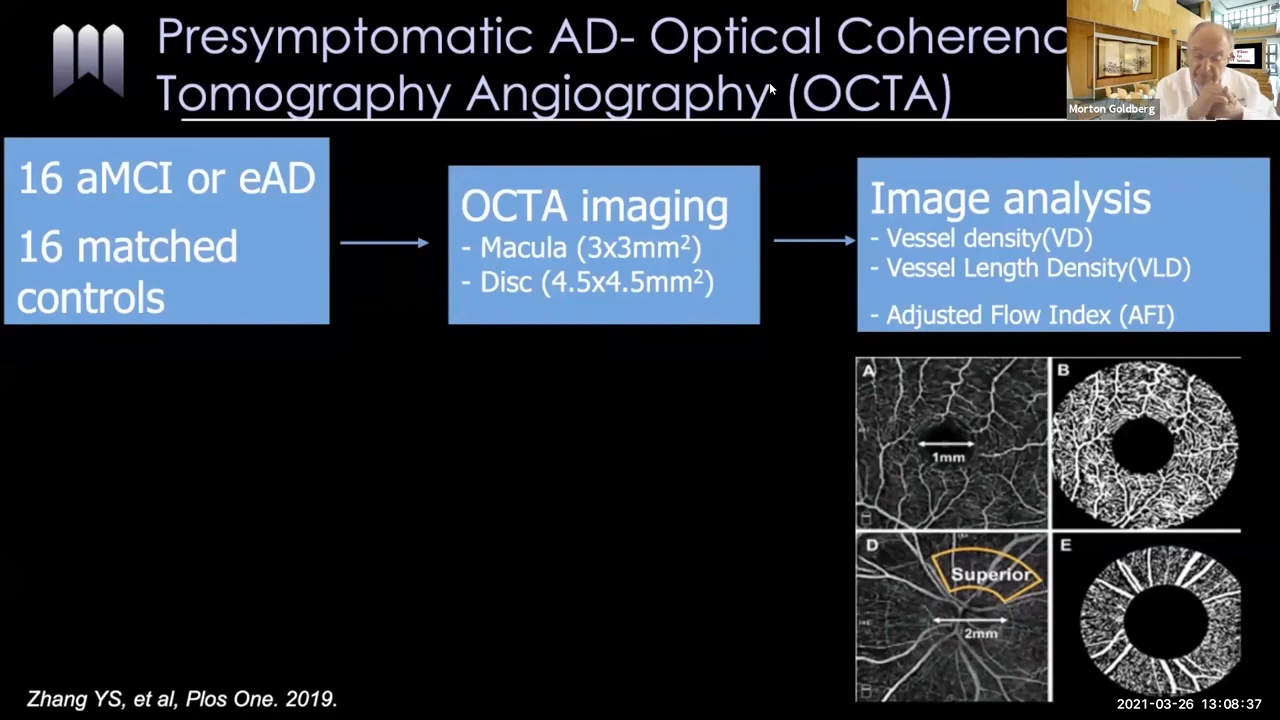 Presymptomatic AD- Optical Coherenc
Tomography Angiography (OCTA)
Morton Goldberg
16 aMCI or eAD
16 matched
controls
OCTA imaging
- Macula (3x3mm²)
- Disc (4.5x4.5mm²)
Image analysis
- Vessel density(VD)
- Vessel Length Density(VLD)
- Adjusted Flow Index (AFI)
A
1mm
B
D
Superior
2mm
E
Zhang YS, et al, Plos One. 2019.
2021-03-26 13:08:37